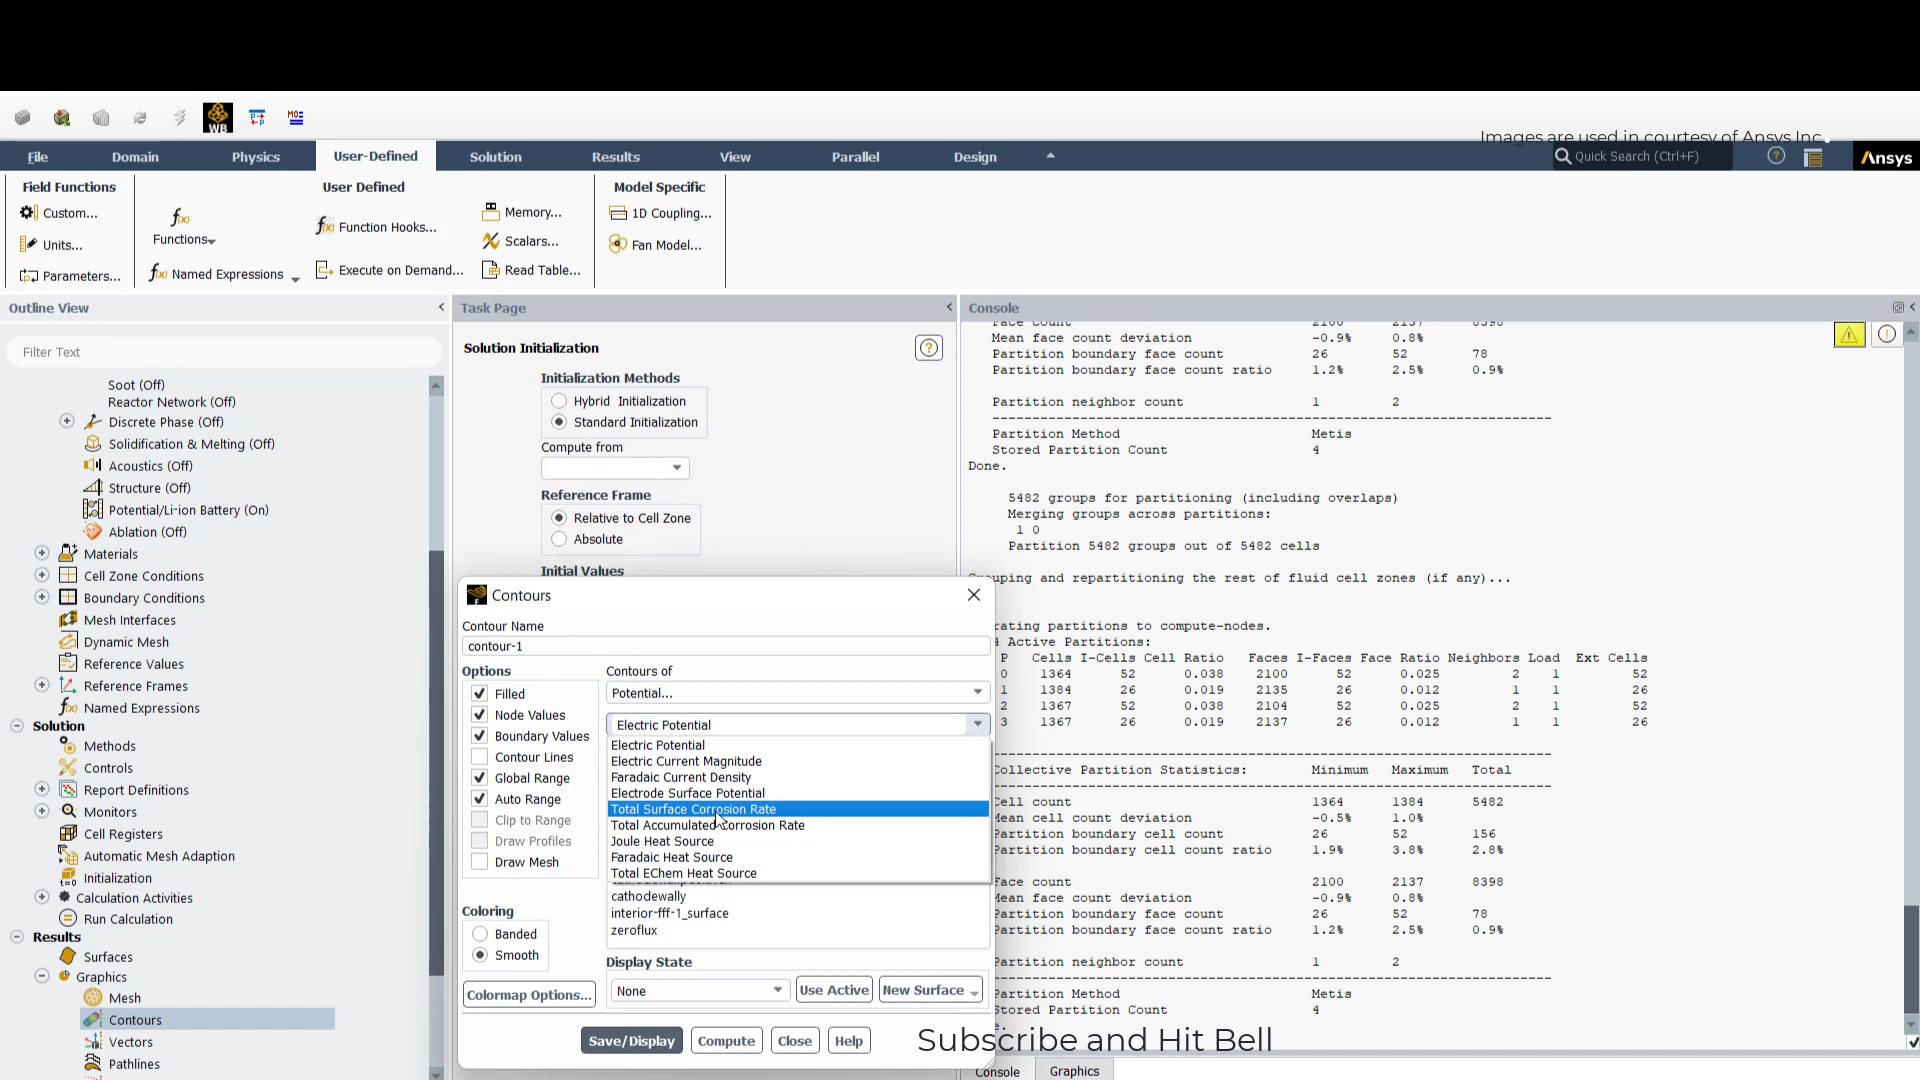 Images are used in courtesy of Ansys Inc.
WB
File Domain Physics User-Defined Solution Results View Parallel Design Quick Search (Ctrl+F) Ansys
Field Functions
Custom...
Units...
Parameters...
User Defined
Functions
Named Expressions
Function Hooks...
Execute on Demand...
Memory...
Scalars...
Read Table...
Model Specific
1D Coupling...
Fan Model...
Outline View
Filter Text
Soot (Off)
Reactor Network (Off)
Discrete Phase (Off)
Solidification & Melting (Off)
Acoustics (Off)
Structure (Off)
Potential/Li-ion Battery (On)
Ablation (Off)
Materials
Cell Zone Conditions
Boundary Conditions
Mesh Interfaces
Dynamic Mesh
Reference Values
Reference Frames
Named Expressions
Solution
Methods
Controls
Report Definitions
Monitors
Cell Registers
Automatic Mesh Adaption
Initialization
Calculation Activities
Run Calculation
Results
Surfaces
Graphics
Mesh
Contours
Vectors
Pathlines
Task Page
Solution Initialization
Initialization Methods
Hybrid Initialization
Standard Initialization
Compute from
Reference Frame
Relative to Cell Zone
Absolute
Initial Values
Contours
Contour Name
contour-1
Options
Filled
Node Values
Boundary Values
Contour Lines
Global Range
Auto Range
Clip to Range
Draw Profiles
Draw Mesh
Coloring
Banded
Smooth
Colormap Options...
Contours of
Potential...
Electric Potential
Electric Potential
Electric Current Magnitude
Faradaic Current Density
Electrode Surface Potential
Total Surface Corrosion Rate
Total Accumulated Corrosion Rate
Joule Heat Source
Faradaic Heat Source
Total EChem Heat Source
cathodewally
interior-fff-1_surface
zeroflux
Display State
None Use Active New Surface
Save/Display Compute Close Help
Console
Face count 2100 2137 8398
Mean face count deviation -0.9% 0.8%
Partition boundary face count 26 52 78
Partition boundary face count ratio 1.2% 2.5% 0.9%
Partition neighbor count 1 2
Partition Method Metis
Stored Partition Count 4
Done.
5482 groups for partitioning (including overlaps)
Merging groups across partitions:
1 0
Partition 5482 groups out of 5482 cells
ouping and repartitioning the rest of fluid cell zones (if any)...
rating partitions to compute-nodes.
4 Active Partitions:
P Cells I-Cells Cell Ratio Faces I-Faces Face Ratio Neighbors Load Ext Cells
0 1364 52 0.038 2100 52 0.025 2 1 52
1 1384 26 0.019 2135 26 0.012 1 1 26
2 1367 52 0.038 2104 52 0.025 2 1 52
3 1367 26 0.019 2137 26 0.012 1 1 26
Collective Partition Statistics: Minimum Maximum Total
Cell count 1364 1384 5482
Mean cell count deviation -0.5% 1.0%
Partition boundary cell count 26 52 156
Partition boundary cell count ratio 1.9% 3.8% 2.8%
Face count 2100 2137 8398
Mean face count deviation -0.9% 0.8%
Partition boundary face count 26 52 78
Partition boundary face count ratio 1.2% 2.5% 0.9%
Partition neighbor count 1 2
Partition Method Metis
Stored Partition Count 4
Subscribe and Hit Bell
Console Graphics